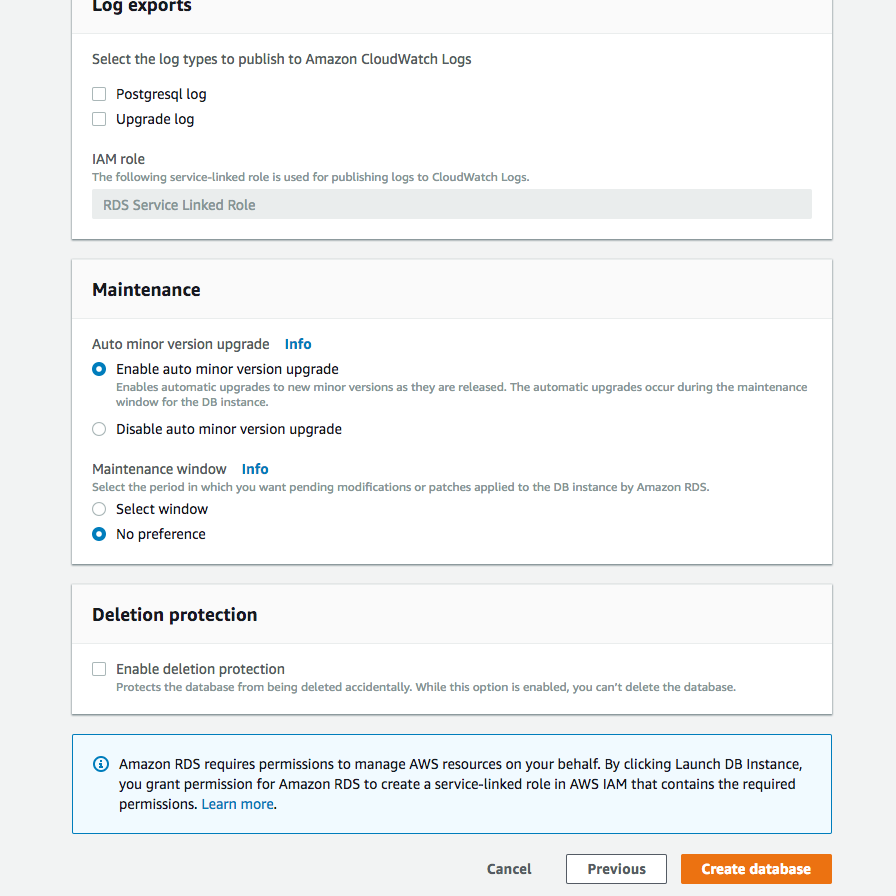 Log exports
Select the log types to publish to Amazon CloudWatch Logs
Postgresql log
Upgrade log
IAM role
The following service-linked role is used for publishing logs to CloudWatch Logs.
RDS Service Linked Role
Maintenance
Auto minor version upgrade Info
Enable auto minor version upgrade
Enables automatic upgrades to new minor versions as they are released. The automatic upgrades occur during the maintenance
window for the DB instance.
Disable auto minor version upgrade
Maintenance window Info
Select the period in which you want pending modifications or patches applied to the DB instance by Amazon RDS.
Select window
No preference
Deletion protection
Enable deletion protection
Protects the database from being deleted accidentally. While this option is enabled, you can't delete the database.
Amazon RDS requires permissions to manage AWS resources on your behalf. By clicking Launch DB Instance,
you grant permission for Amazon RDS to create a service-linked role in AWS IAM that contains the required
permissions. Learn more.
Cancel Previous Create database